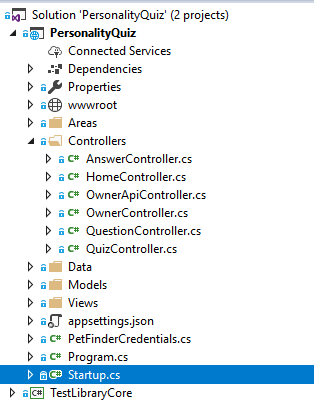 Solution 'PersonalityQuiz' (2 projects)
PersonalityQuiz
Connected Services
Dependencies
Properties
wwwroot
Areas
Controllers
C# AnswerController.cs
C# HomeController.cs
C# OwnerApiController.cs
C# OwnerController.cs
C# QuestionController.cs
C# QuizController.cs
Data
Models
Views
appsettings.json
C# PetFinderCredentials.cs
C# Program.cs
C# Startup.cs
C# TestLibraryCore